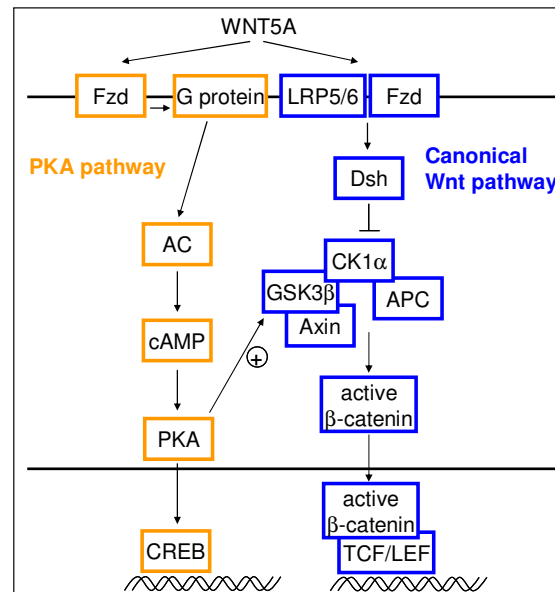 WNT5A
Fzd
G protein
LRP5/6
Fzd
PKA pathway
Canonical
Wnt pathway
Dsh
AC
CK1α
GSK3β
APC
Axin
cAMP
+
active
β-catenin
PKA
active
β-catenin
CREB
TCF/LEF